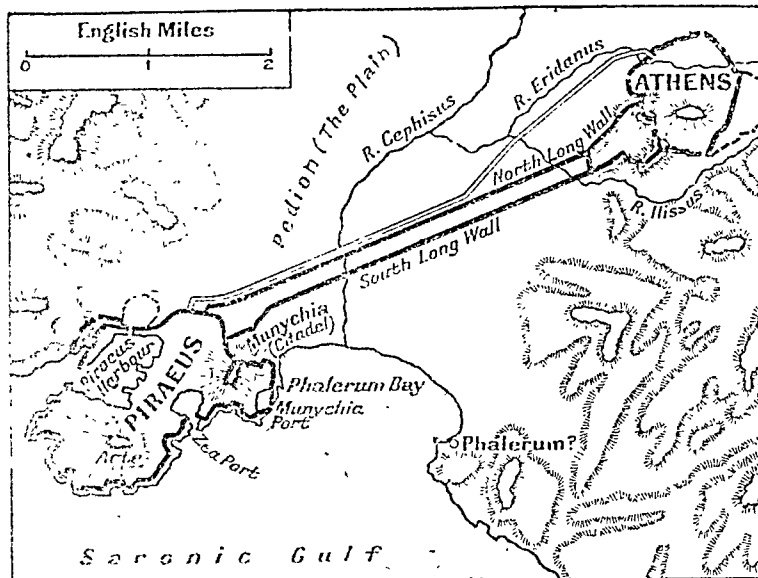 English Miles
0 1 2
Pedion (The Plain)
R. Cephisus
R. Eridanus
ATHENS
North Long Wall
South Long Wall
R. Ilissus
Munychia
(Citadel)
Piraeus
Harbour
PIRAEUS
Phalerum Bay
Munychia
Port
Zea Port
Phalerum?
Saronic Gulf